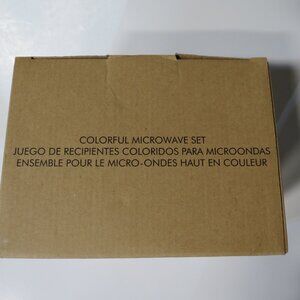 COLORFUL MICROWAVE SET
JUEGO DE RECIPIENTES COLORIDOS PARA MICROONDAS
ENSEMBLE POUR LE MICRO-ONDES HAUT EN COULEUR